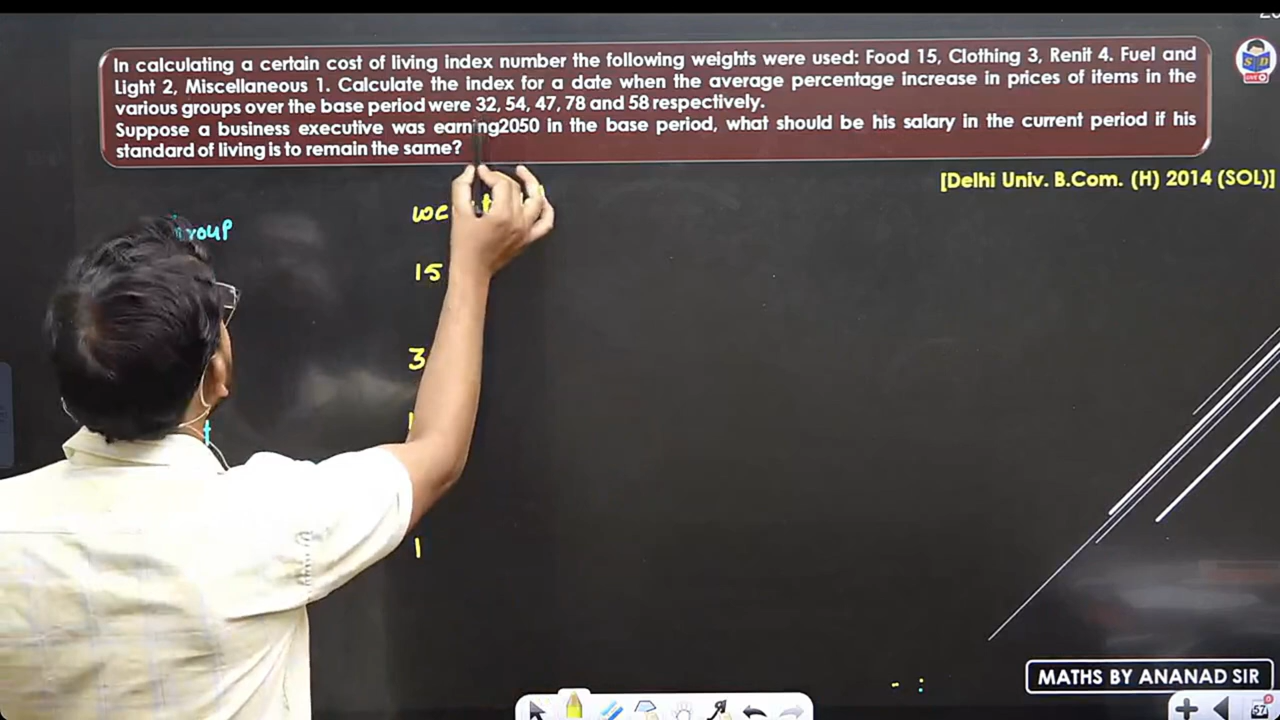 In calculating a certain cost of living index number the following weights were used: Food 15, Clothing 3, Renit 4. Fuel and
Light 2, Miscellaneous 1. Calculate the index for a date when the average percentage increase in prices of items in the
various groups over the base period were 32, 54, 47, 78 and 58 respectively.
Suppose a business executive was earning2050 in the base period, what should be his salary in the current period if his
standard of living is to remain the same?
[Delhi Univ. B.Com. (H) 2014 (SOL)]
Group
15
3
1
MATHS BY ANANAD SIR
57